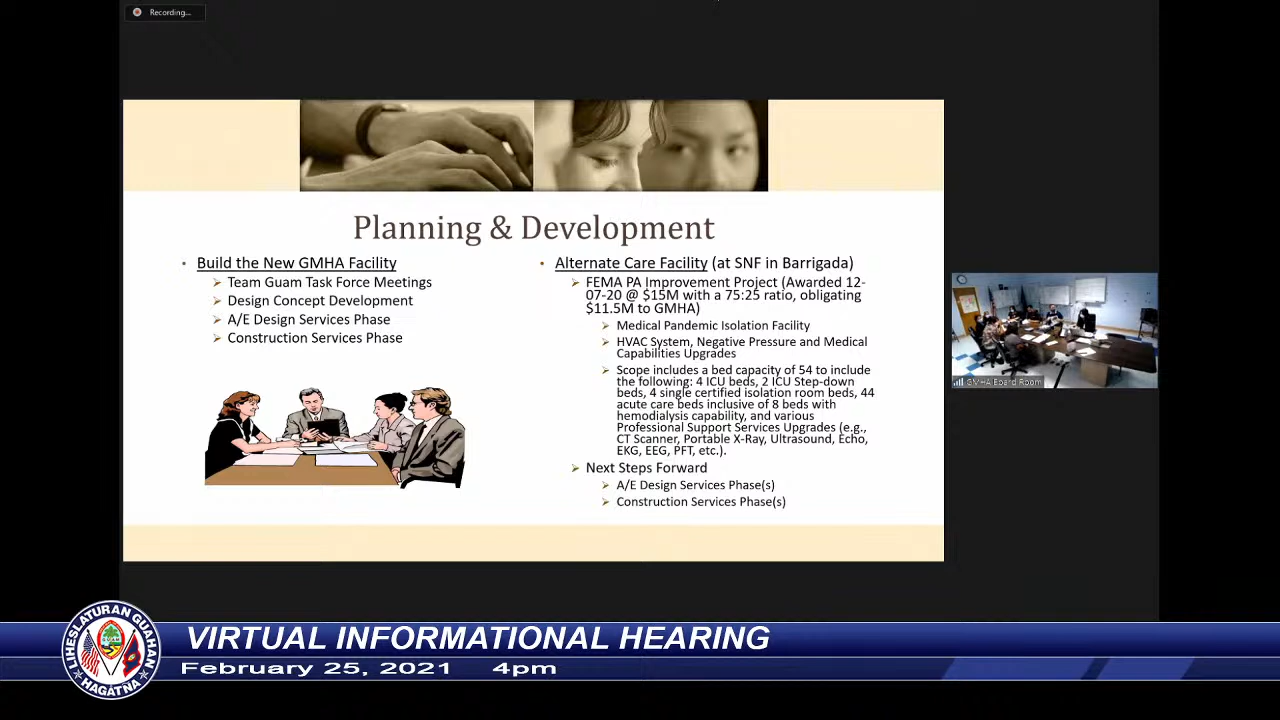 Recording...
Planning & Development
• Build the New GMHA Facility
Team Guam Task Force Meetings
Design Concept Development
A/E Design Services Phase
Construction Services Phase
• Alternate Care Facility (at SNF in Barrigada)
FEMA PA Improvement Project (Awarded 12-
07-20 @ $15M with a 75:25 ratio, obligating
$11.5M to GMHA)
Medical Pandemic Isolation Facility
HVAC System, Negative Pressure and Medical
Capabilities Upgrades
Scope includes a bed capacity of 54 to include
the following: 4 ICU beds, 2 ICU Step-down
beds, 4 single certified isolation room beds, 44
acute care beds inclusive of 8 beds with
hemodialysis capability, and various
Professional Support Services Upgrades (e.g.,
CT Scanner, Portable X-Ray, Ultrasound, Echo,
EKG, EEG, PFT, etc.).
Next Steps Forward
A/E Design Services Phase(s)
Construction Services Phase(s)
GMHA Board Room
LIHESLATURAN GUAHAN
HAGATNA
VIRTUAL INFORMATIONAL HEARING
February 25, 2021 4pm